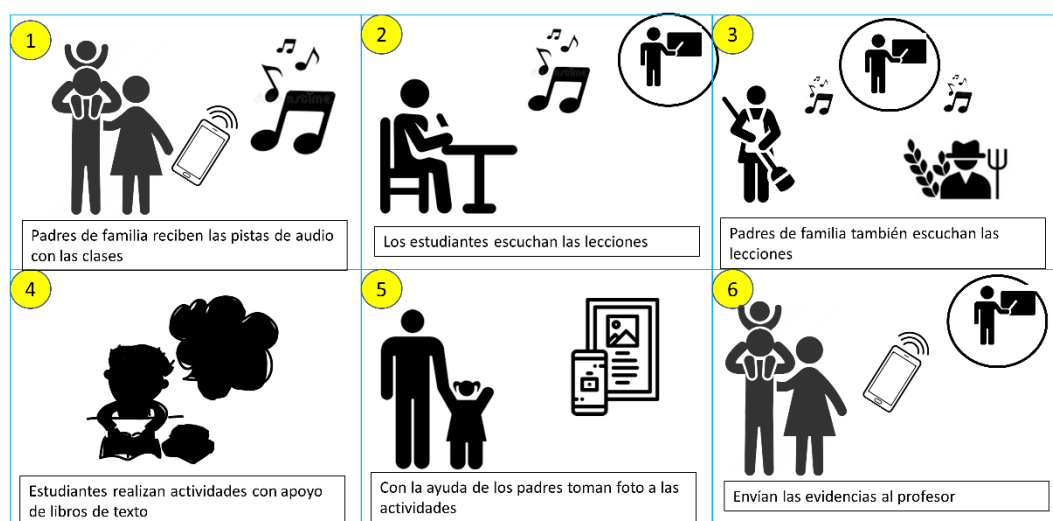 1
Padres de familia reciben las pistas de audio
con las clases
2
Los estudiantes escuchan las lecciones
3
Padres de familia también escuchan las
lecciones
4
Estudiantes realizan actividades con apoyo
de libros de texto
5
Con la ayuda de los padres toman foto a las
actividades
6
Envían las evidencias al profesor